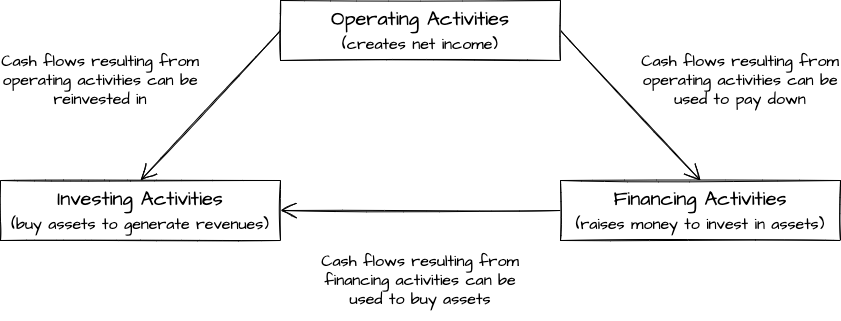 Operating Activities
(creates net income)
Cash flows resulting from
operating activities can be
reinvested in
Cash flows resulting from
operating activities can be
used to pay down
Investing Activities
(buy assets to generate revenues)
Financing Activities
(raises money to invest in assets)
Cash flows resulting from
financing activities can be
used to buy assets